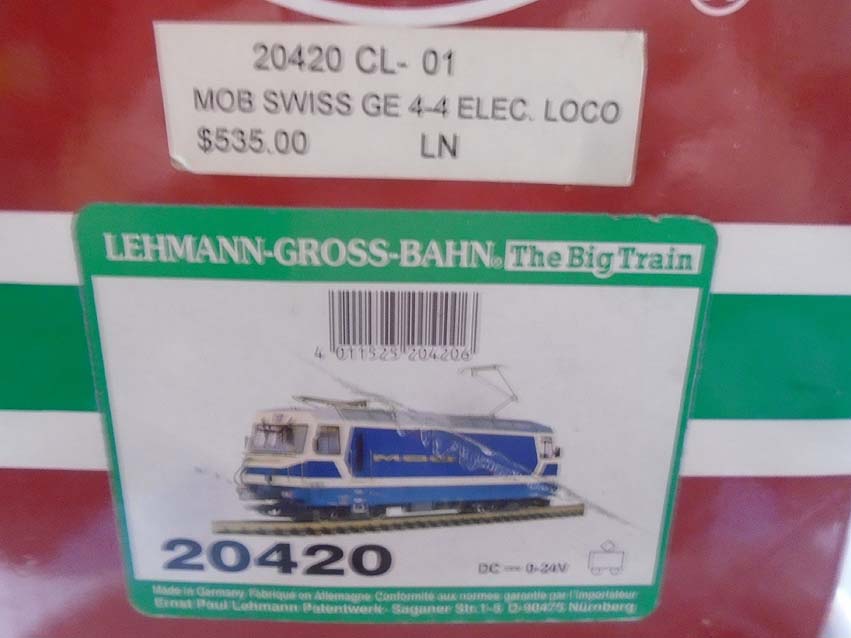 20420 CL- 01
MOB SWISS GE 4-4 ELEC. LOCO
$535.00 LN
LEHMANN-GROSS-BAHN® The Big Train
4 011525 204206
MOB
20420 DC 0-24V
Made in Germany. Fabriqué en Allemagne. Conformité aux normes garantie par l'importateur
Ernst Paul Lehmann Patentwerk · Saganer Str. 1-5 D-90475 Nürnberg